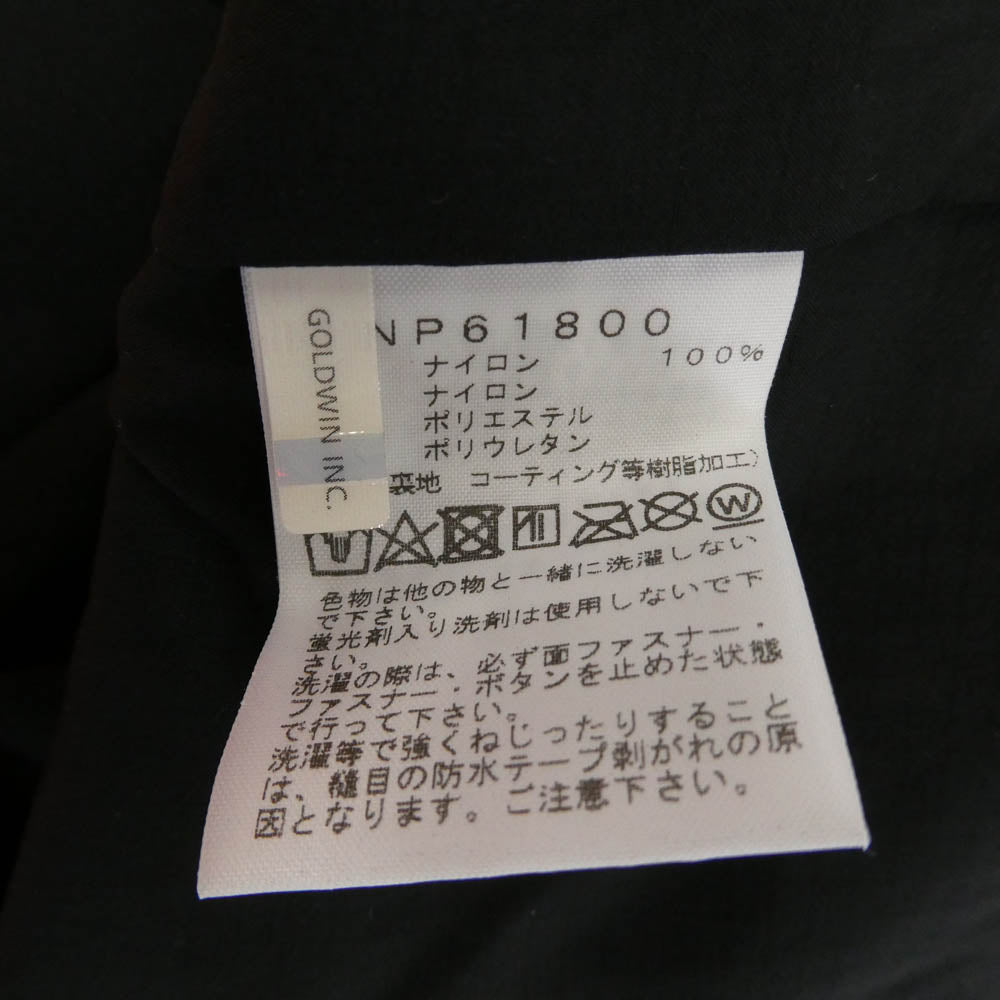 GOLDWIN INC.
NP61800
ナイロン 100%
ナイロン
ポリエステル
ポリウレタン
裏地 コーティング等樹脂加工)
W
色物は他の物と一緒に洗濯しない
で下さい。
蛍光剤入り洗剤は使用しないで下
さい。
洗濯の際は、必ず面ファスナー・
ファスナー・ボタンを止めた状態
で行って下さい。
洗濯等で強くねじったりすること
は、縫目の防水テープ剥がれの原
因となります。ご注意下さい。